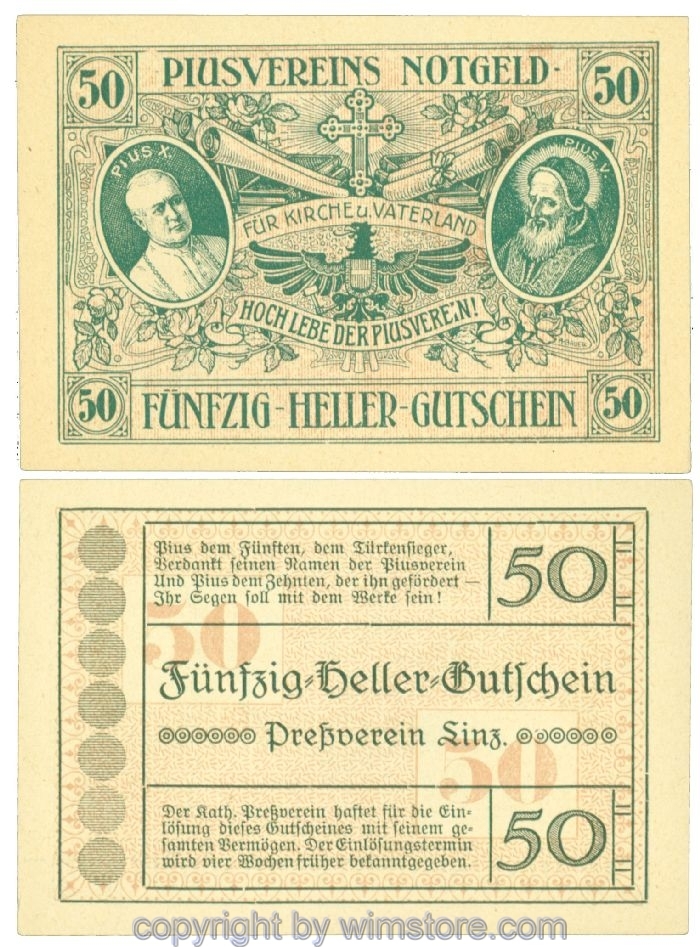 50 PIUSVEREINS NOTGELD- 50
PIUS X.
PIUS V.
FÜR KIRCHE u. VATERLAND
HOCH LEBE DER PIUSVEREIN!
M. BAUER
50 FÜNFZIG-HELLER-GUTSCHEIN 50
Pius dem Fünften, dem Türkensieger,
Verdankt seinen Namen der Piusverein
Und Pius dem Zehnten, der ihn gefördert —
Ihr Segen soll mit dem Werke sein!
50
50
Fünfzig-Heller-Gutschein
Preßverein Linz.
50
Der Kath. Preßverein haftet für die Ein-
lösung dieses Gutscheines mit seinem ge-
samten Vermögen. Der Einlösungstermin
wird vier Wochen früher bekanntgegeben.
50
copyright by wimstore.com